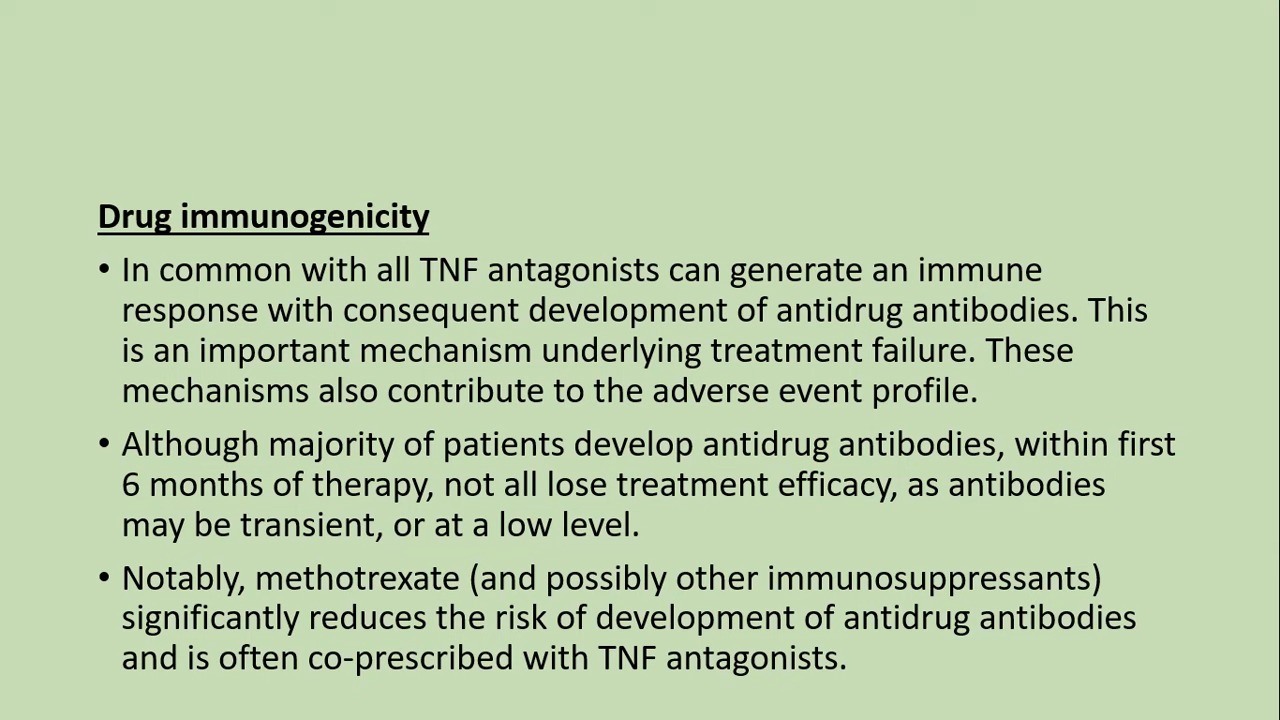 Drug immunogenicity
• In common with all TNF antagonists can generate an immune
response with consequent development of antidrug antibodies. This
is an important mechanism underlying treatment failure. These
mechanisms also contribute to the adverse event profile.
• Although majority of patients develop antidrug antibodies, within first
6 months of therapy, not all lose treatment efficacy, as antibodies
may be transient, or at a low level.
• Notably, methotrexate (and possibly other immunosuppressants)
significantly reduces the risk of development of antidrug antibodies
and is often co-prescribed with TNF antagonists.